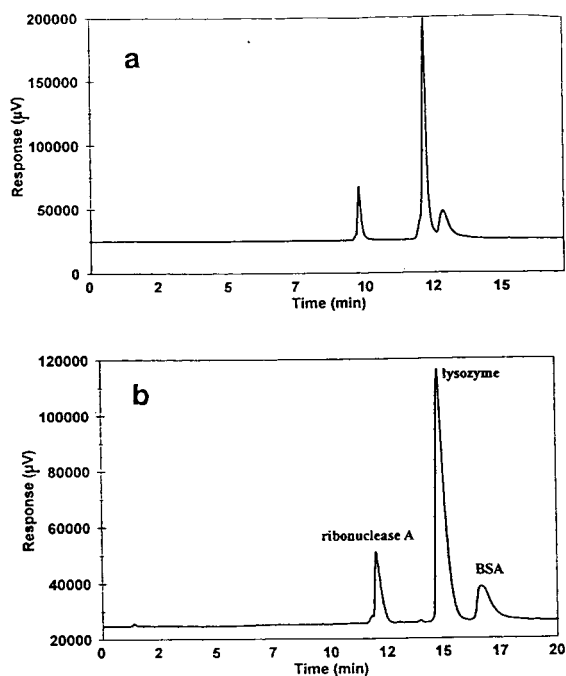 a
Response (µV)
200000
150000
100000
50000
0
0 2 5 7 10 12 15
Time (min)
b
Response (µV)
120000
100000
80000
60000
40000
20000
lysozyme
ribonuclease A
BSA
0 2 5 7 10 12 15 17 20
Time (min)